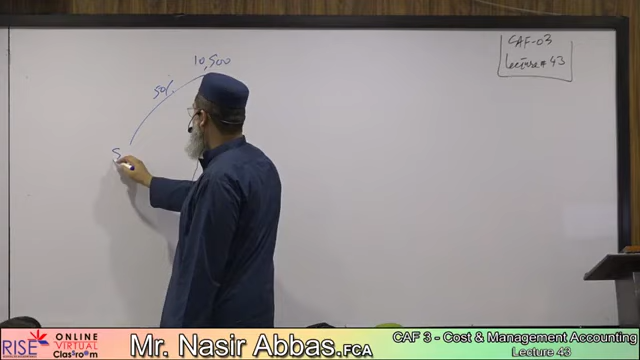 10,500
50%
5
CAF-03
Lecture # 43
RISE
ONLINE
VIRTUAL
Classroom
Mr. Nasir Abbas.FCA
CAF 3 - Cost & Management Accounting
Lecture 43